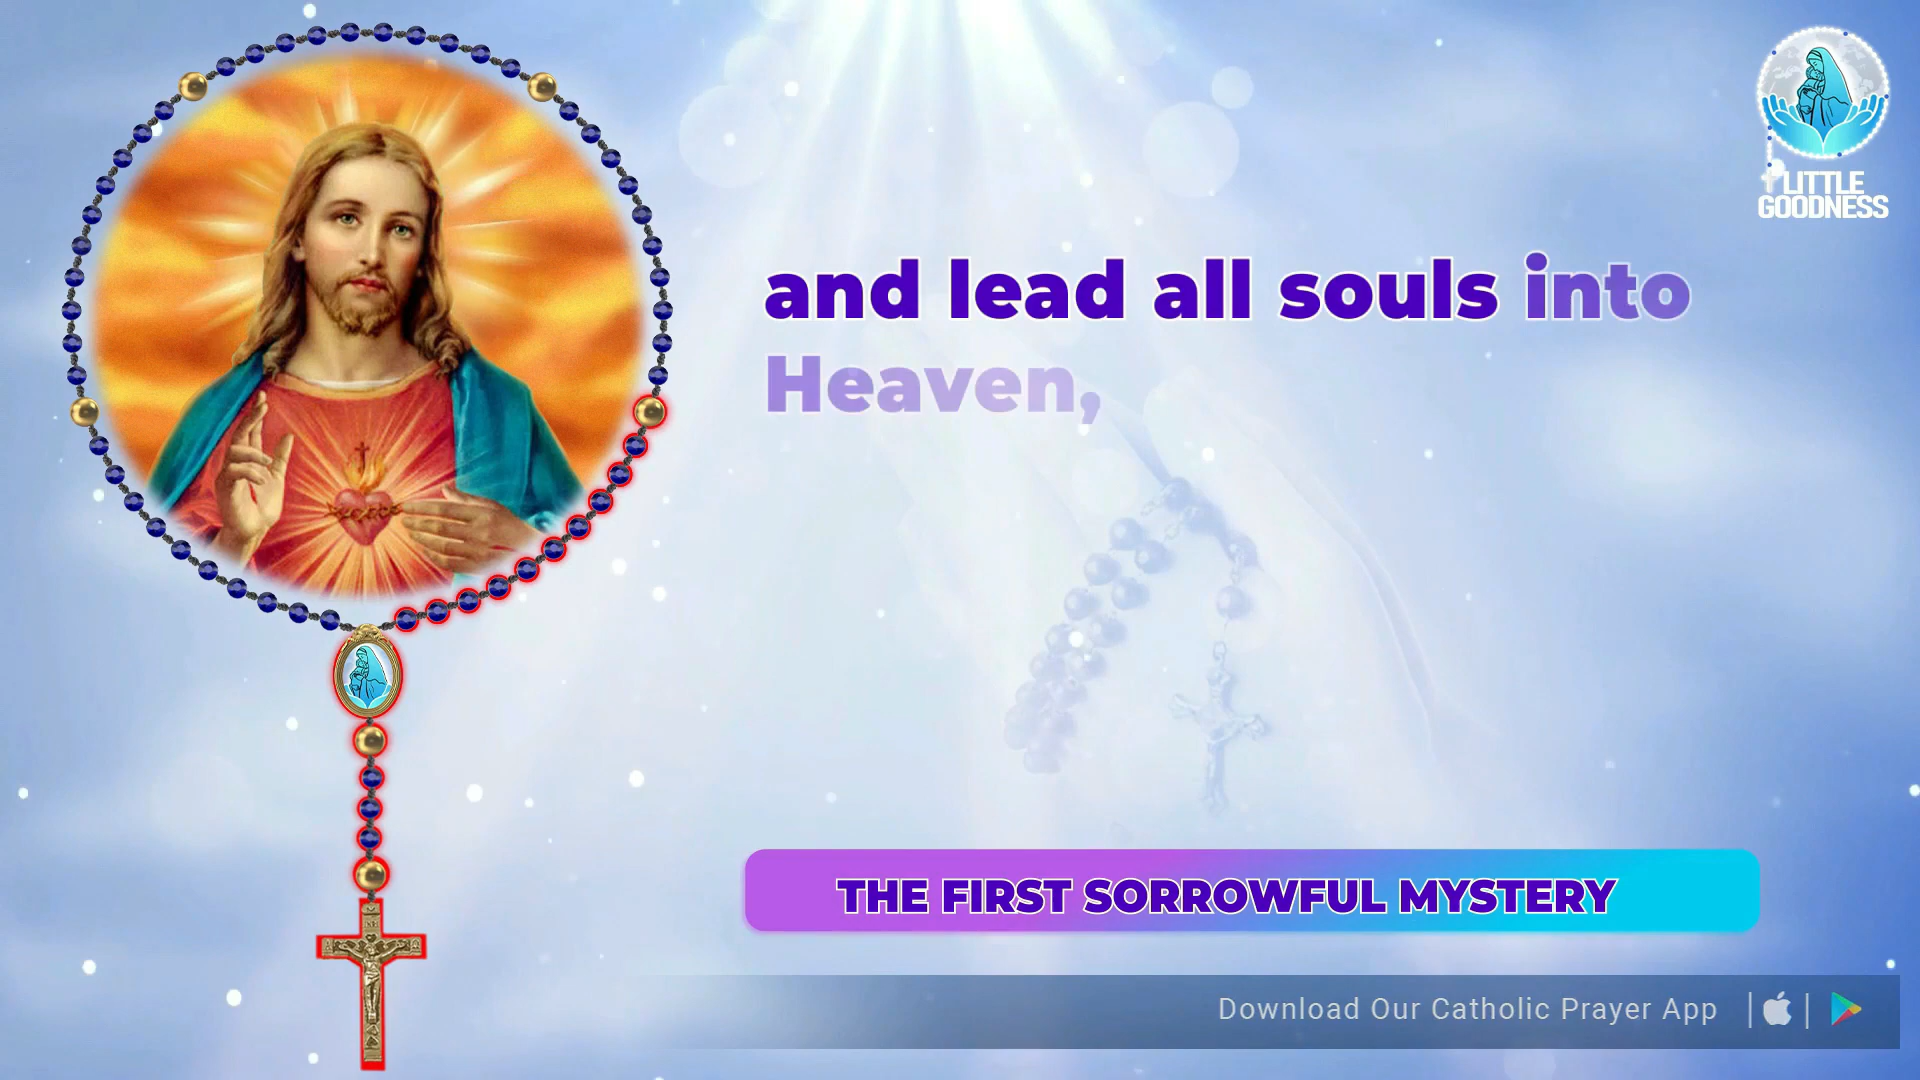 LITTLE
GOODNESS
and lead all souls into
Heaven,
THE FIRST SORROWFUL MYSTERY
Download Our Catholic Prayer App